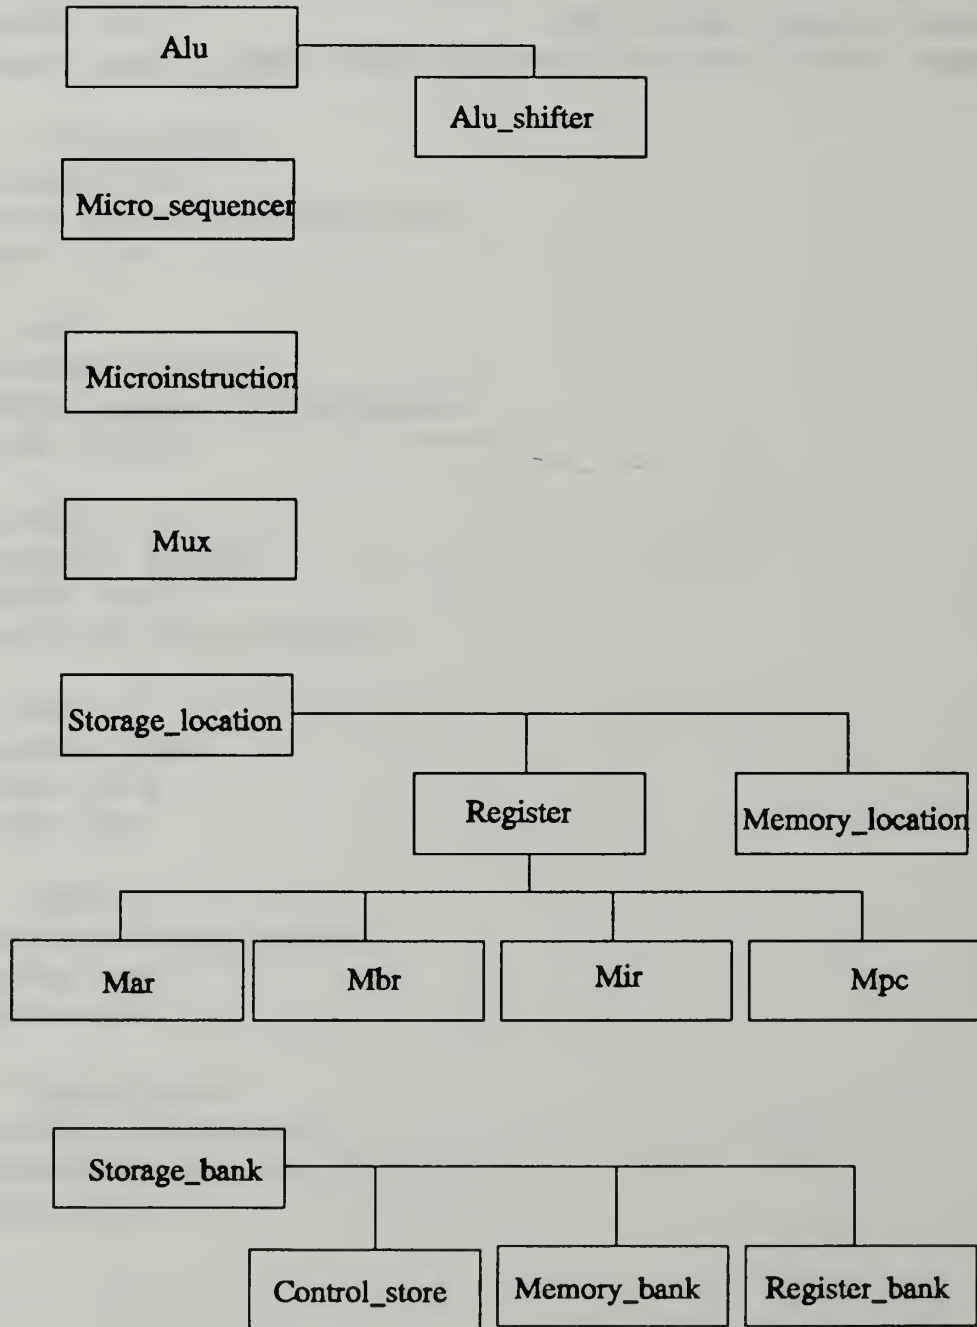 Alu
Alu_shifter
Micro_sequencer
Microinstruction
Mux
Storage_location
Register
Memory_location
Mar
Mbr
Mir
Mpc
Storage_bank
Control_store
Memory_bank
Register_bank